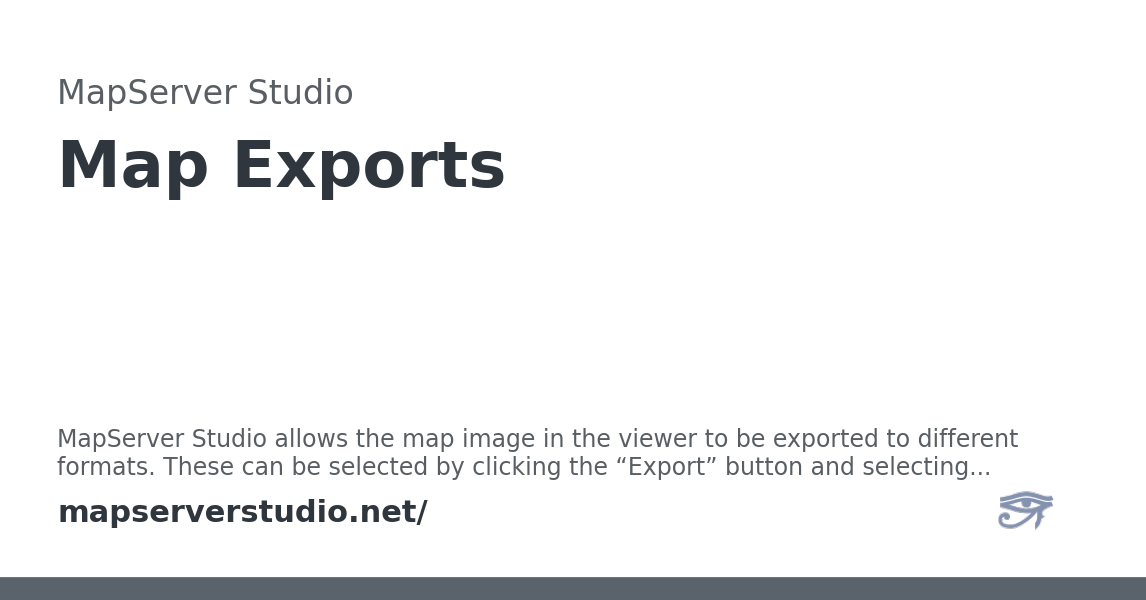 MapServer Studio
Map Exports
MapServer Studio allows the map image in the viewer to be exported to different
formats. These can be selected by clicking the “Export” button and selecting...
mapserverstudio.net/